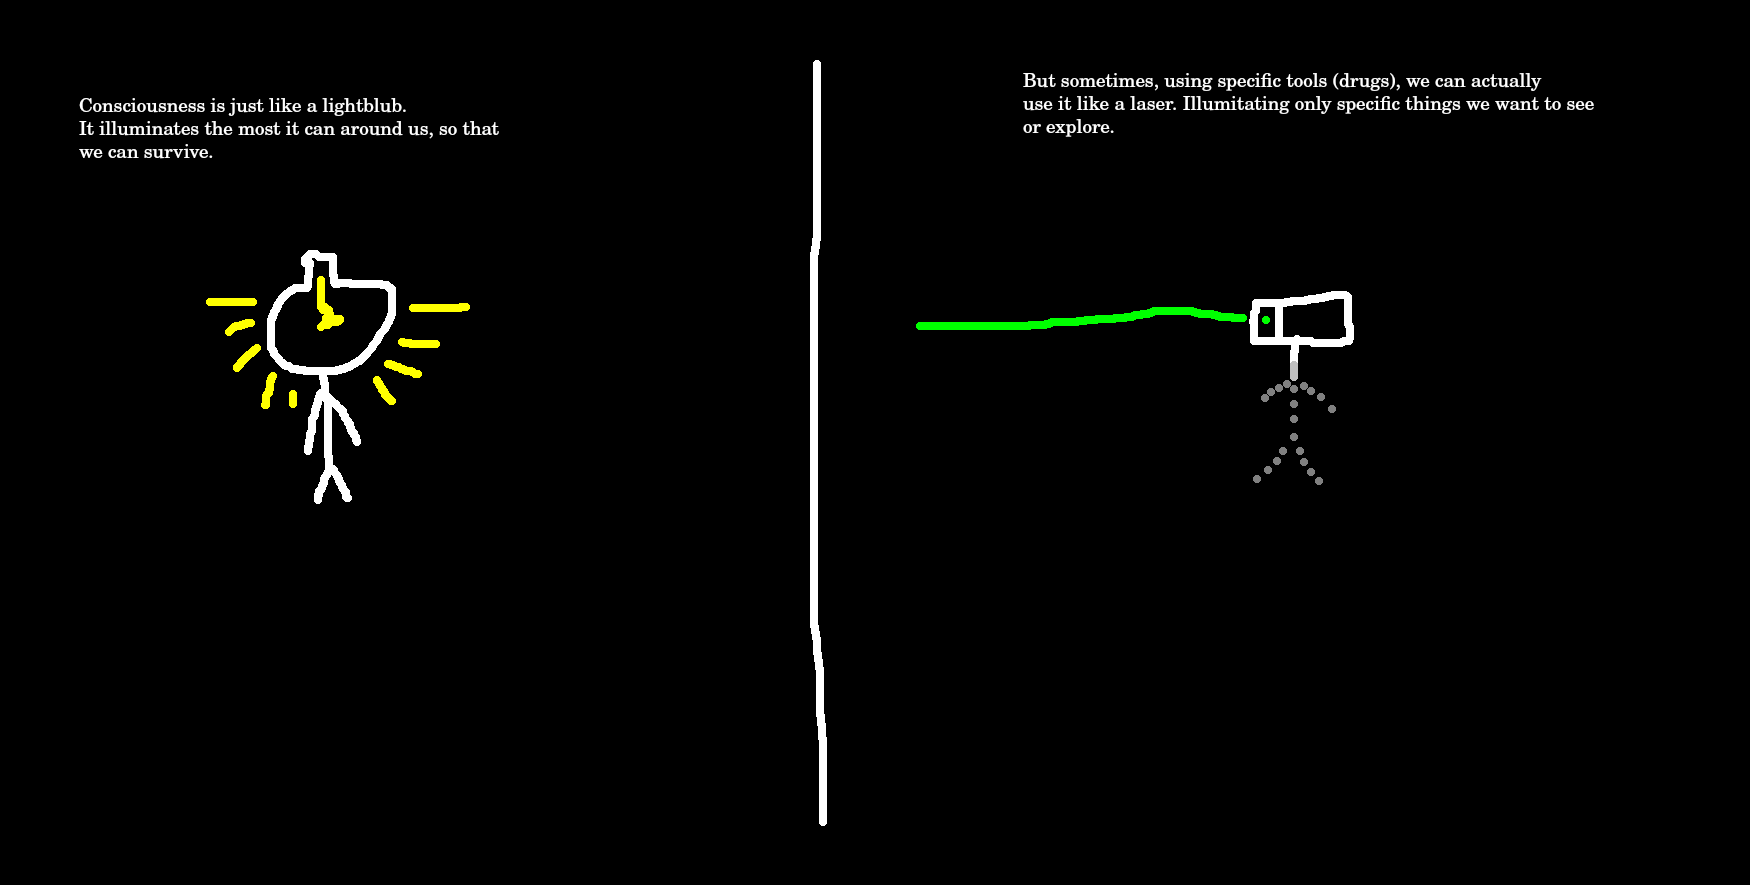 Consciousness is just like a lightblub.
It illuminates the most it can around us, so that
we can survive.
But sometimes, using specific tools (drugs), we can actually
use it like a laser. Illumitating only specific things we want to see
or explore.